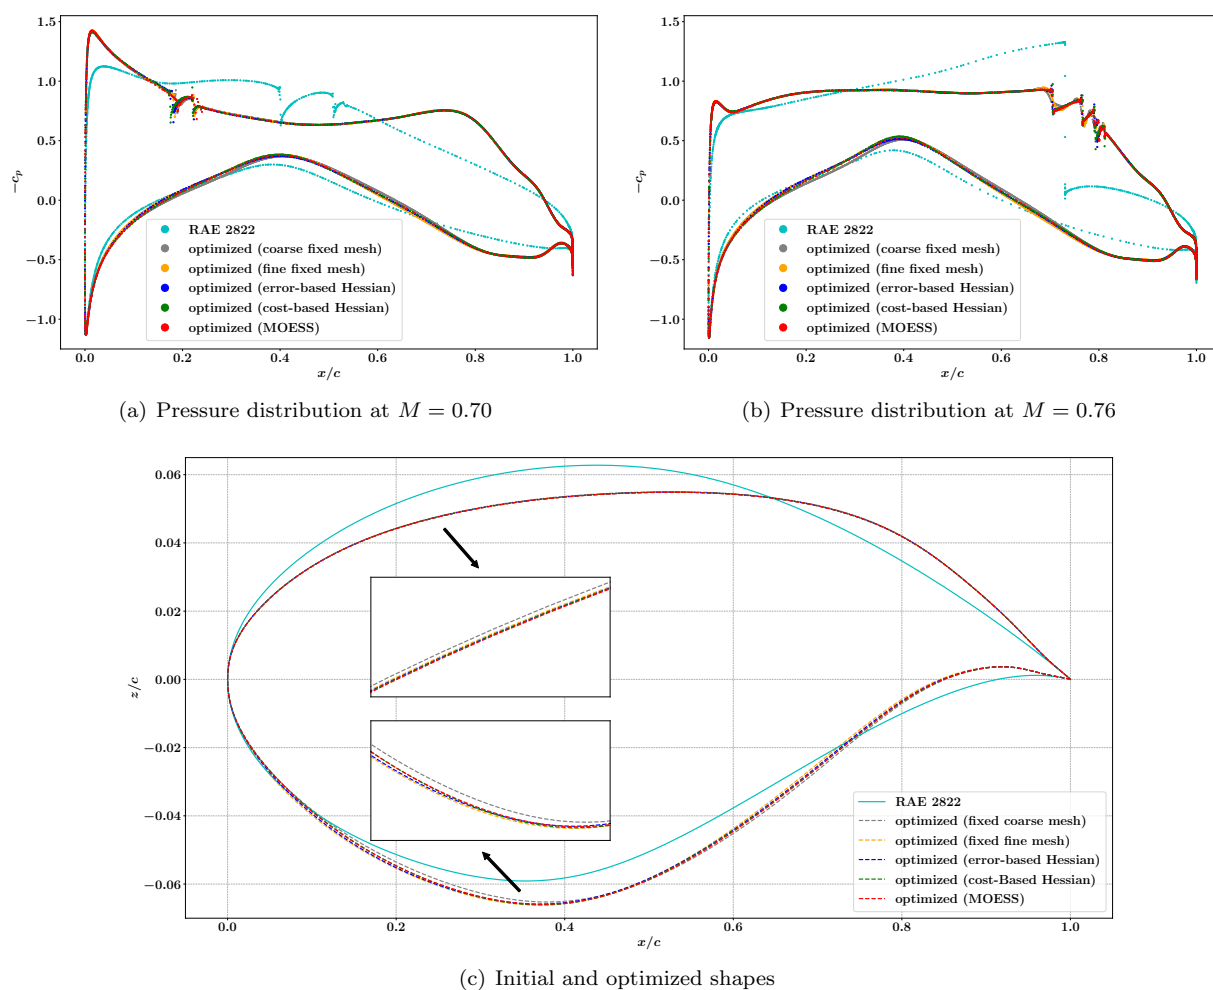 1.5
1.0
0.5
0.0
−0.5
−1.0
−c_p
RAE 2822
optimized (coarse fixed mesh)
optimized (fine fixed mesh)
optimized (error-based Hessian)
optimized (cost-based Hessian)
optimized (MOESS)
0.0 0.2 0.4 0.6 0.8 1.0
x/c
(a) Pressure distribution at M = 0.70
1.5
1.0
0.5
0.0
−0.5
−1.0
−c_p
RAE 2822
optimized (coarse fixed mesh)
optimized (fine fixed mesh)
optimized (error-based Hessian)
optimized (cost-based Hessian)
optimized (MOESS)
0.0 0.2 0.4 0.6 0.8 1.0
x/c
(b) Pressure distribution at M = 0.76
0.06
0.04
0.02
0.00
−0.02
−0.04
−0.06
z/c
RAE 2822
optimized (fixed coarse mesh)
optimized (fixed fine mesh)
optimized (error-based Hessian)
optimized (cost-Based Hessian)
optimized (MOESS)
0.0 0.2 0.4 0.6 0.8 1.0
x/c
(c) Initial and optimized shapes